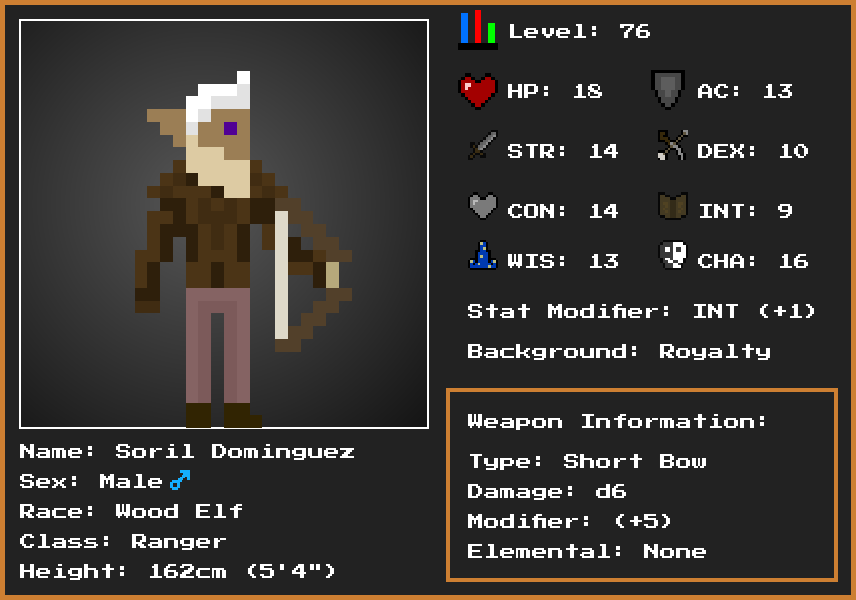 Level: 76
HP: 18 AC: 13
STR: 14 DEX: 10
CON: 14 INT: 9
WIS: 13 CHA: 16
Stat Modifier: INT (+1)
Background: Royalty
Weapon Information:
Type: Short Bow
Damage: d6
Modifier: (+5)
Elemental: None
Name: Soril Dominguez
Sex: Male ♂
Race: Wood Elf
Class: Ranger
Height: 162cm (5'4")